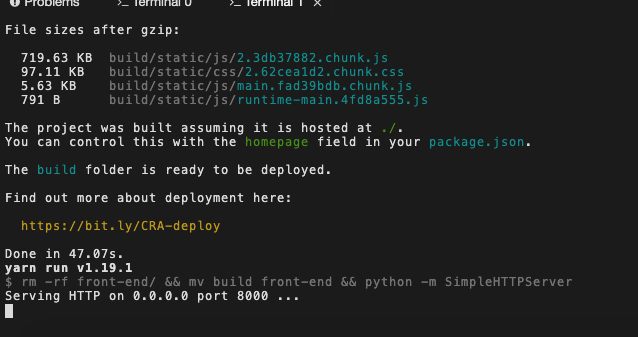 Problems >_ Terminal 0 >_ Terminal 1 ×
File sizes after gzip:
719.63 KB build/static/js/2.3db37882.chunk.js
97.11 KB build/static/css/2.62cea1d2.chunk.css
5.63 KB build/static/js/main.fad39bdb.chunk.js
791 B build/static/js/runtime-main.4fd8a555.js
The project was built assuming it is hosted at ./.
You can control this with the homepage field in your package.json.
The build folder is ready to be deployed.
Find out more about deployment here:
https://bit.ly/CRA-deploy
Done in 47.07s.
yarn run v1.19.1
$ rm -rf front-end/ && mv build front-end && python -m SimpleHTTPServer
Serving HTTP on 0.0.0.0 port 8000 ...